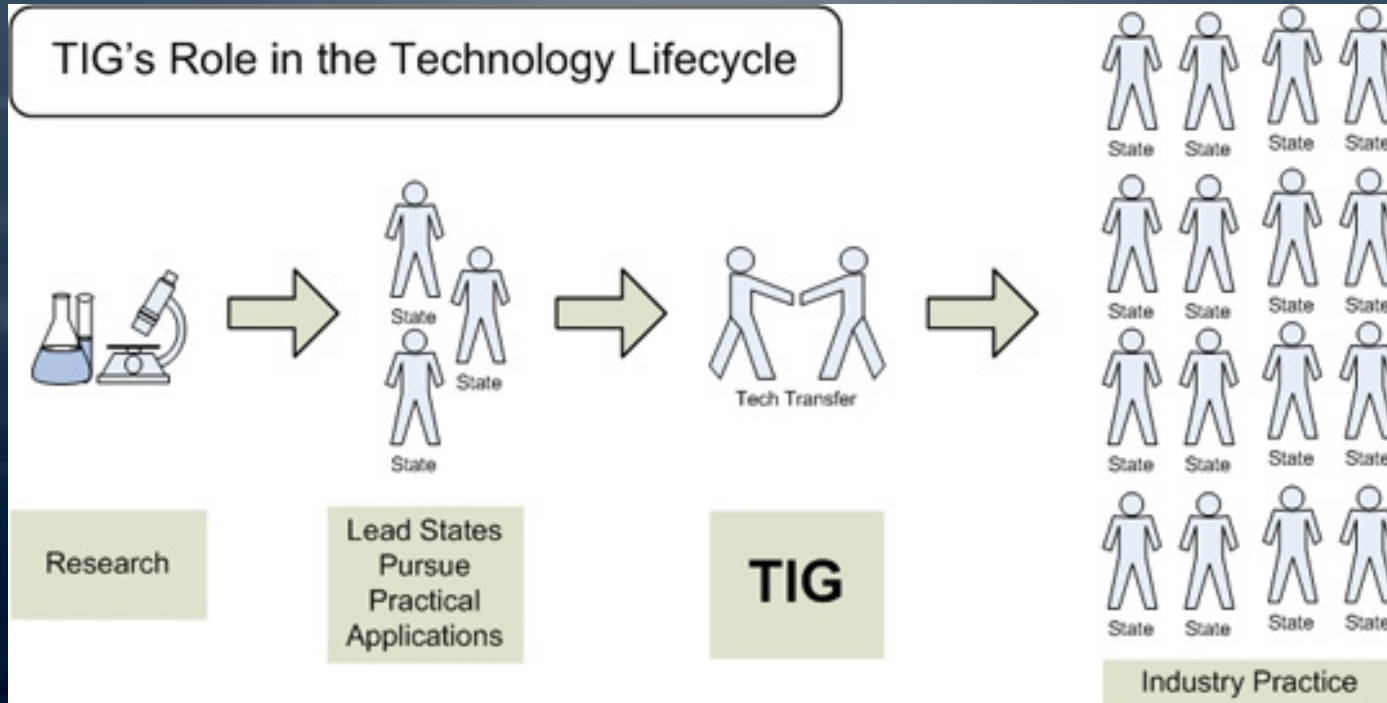 TIG's Role in the Technology Lifecycle
State State State State
State State State State
State State State State
State State State State
State
State
State
Tech Transfer
Research
Lead States
Pursue
Practical
Applications
TIG
Industry Practice